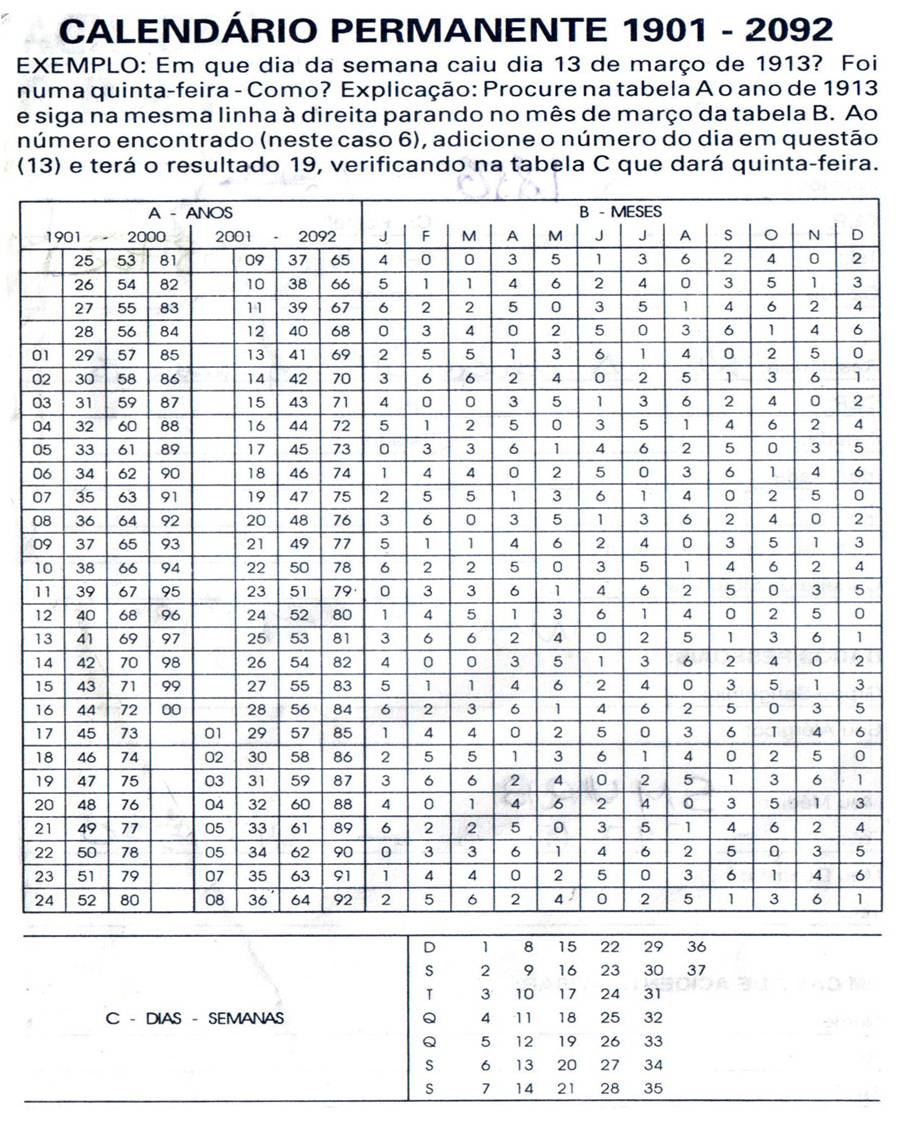 CALENDÁRIO PERMANENTE 1901 - 2092
EXEMPLO: Em que dia da semana caiu dia 13 de março de 1913? Foi
numa quinta-feira - Como? Explicação: Procure na tabela A o ano de 1913
e siga na mesma linha à direita parando no mês de março da tabela B. Ao
número encontrado (neste caso 6), adicione o número do dia em questão
(13) e terá o resultado 19, verificando na tabela C que dará quinta-feira.
A - ANOS B - MESES
1901 - 2000 2001 - 2092 J F M A M J J A S O N D
25 53 81 09 37 65 4 0 0 3 5 1 3 6 2 4 0 2
26 54 82 10 38 66 5 1 1 4 6 2 4 0 3 5 1 3
27 55 83 11 39 67 6 2 2 5 0 3 5 1 4 6 2 4
28 56 84 12 40 68 0 3 4 0 2 5 0 3 6 1 4 6
01 29 57 85 13 41 69 2 5 5 1 3 6 1 4 0 2 5 0
02 30 58 86 14 42 70 3 6 6 2 4 0 2 5 1 3 6 1
03 31 59 87 15 43 71 4 0 0 3 5 1 3 6 2 4 0 2
04 32 60 88 16 44 72 5 1 2 5 0 3 5 1 4 6 2 4
05 33 61 89 17 45 73 0 3 3 6 1 4 6 2 5 0 3 5
06 34 62 90 18 46 74 1 4 4 0 2 5 0 3 6 1 4 6
07 35 63 91 19 47 75 2 5 5 1 3 6 1 4 0 2 5 0
08 36 64 92 20 48 76 3 6 0 3 5 1 3 6 2 4 0 2
09 37 65 93 21 49 77 5 1 1 4 6 2 4 0 3 5 1 3
10 38 66 94 22 50 78 6 2 2 5 0 3 5 1 4 6 2 4
11 39 67 95 23 51 79 0 3 3 6 1 4 6 2 5 0 3 5
12 40 68 96 24 52 80 1 4 5 1 3 6 1 4 0 2 5 0
13 41 69 97 25 53 81 3 6 6 2 4 0 2 5 1 3 6 1
14 42 70 98 26 54 82 4 0 0 3 5 1 3 6 2 4 0 2
15 43 71 99 27 55 83 5 1 1 4 6 2 4 0 3 5 1 3
16 44 72 00 28 56 84 6 2 3 6 1 4 6 2 5 0 3 5
17 45 73 01 29 57 85 1 4 4 0 2 5 0 3 6 1 4 6
18 46 74 02 30 58 86 2 5 5 1 3 6 1 4 0 2 5 0
19 47 75 03 31 59 87 3 6 6 2 4 0 2 5 1 3 6 1
20 48 76 04 32 60 88 4 0 1 4 6 2 4 0 3 5 1 3
21 49 77 05 33 61 89 6 2 2 5 0 3 5 1 4 6 2 4
22 50 78 05 34 62 90 0 3 3 6 1 4 6 2 5 0 3 5
23 51 79 07 35 63 91 1 4 4 0 2 5 0 3 6 1 4 6
24 52 80 08 36 64 92 2 5 6 2 4 0 2 5 1 3 6 1
C - DIAS - SEMANAS
D 1 8 15 22 29 36
S 2 9 16 23 30 37
T 3 10 17 24 31
Q 4 11 18 25 32
Q 5 12 19 26 33
S 6 13 20 27 34
S 7 14 21 28 35